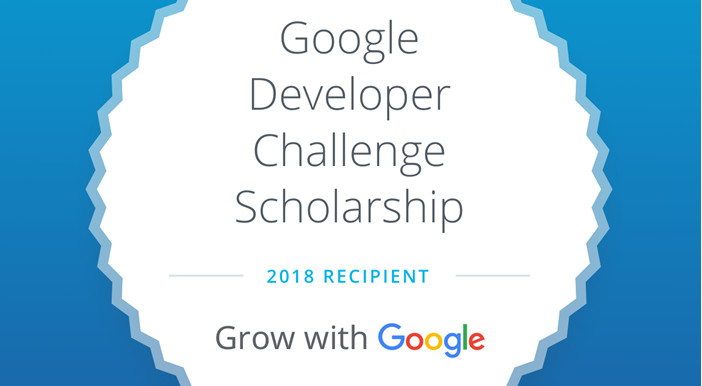 Google
Developer
Challenge
Scholarship
2018 RECIPIENT
Grow with Google